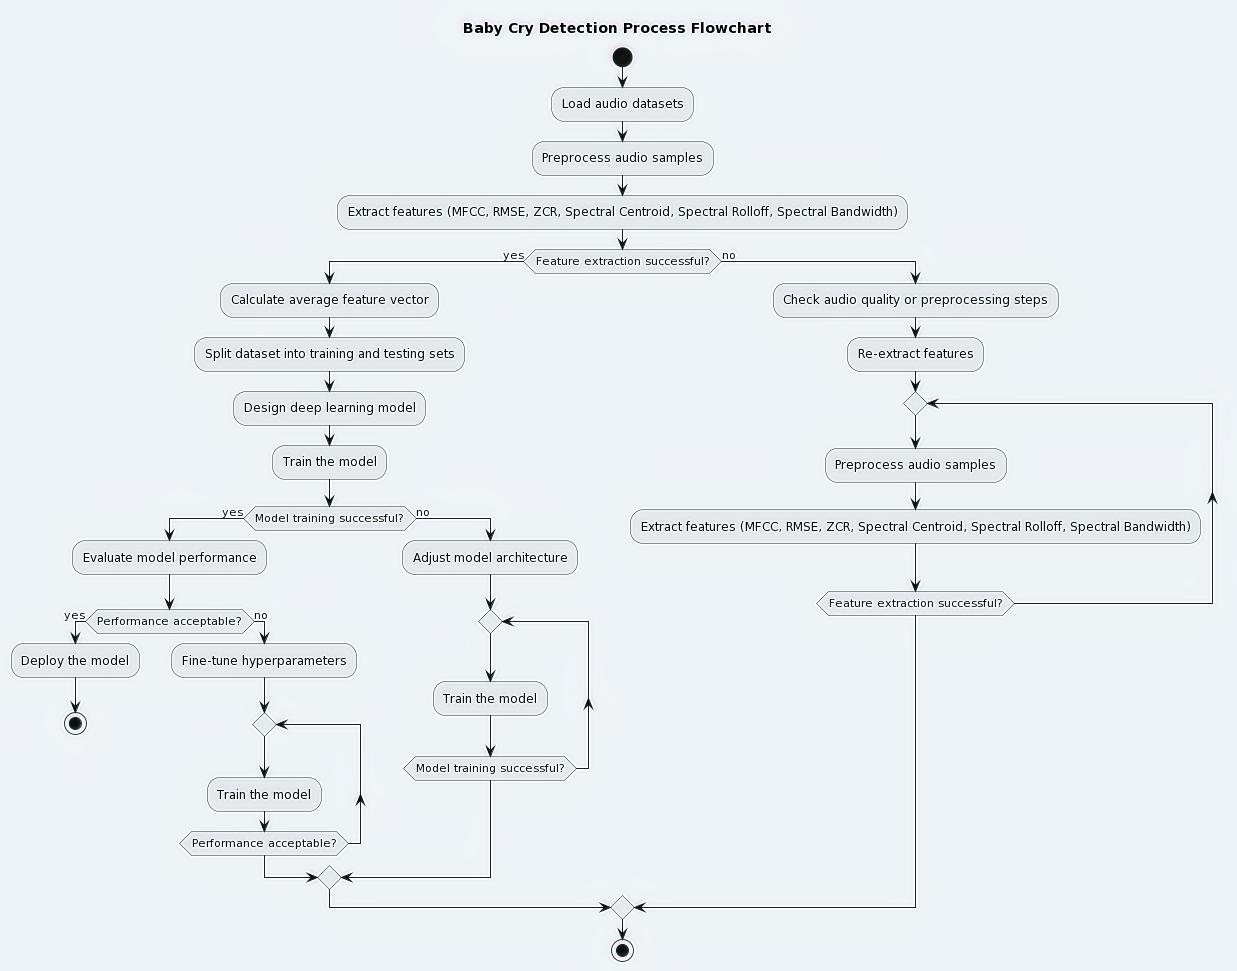 Baby Cry Detection Process Flowchart
Load audio datasets
Preprocess audio samples
Extract features (MFCC, RMSE, ZCR, Spectral Centroid, Spectral Rolloff, Spectral Bandwidth)
yes
Feature extraction successful?
no
Calculate average feature vector
Split dataset into training and testing sets
Design deep learning model
Train the model
yes
Model training successful?
no
Evaluate model performance
yes
Performance acceptable?
no
Deploy the model
Fine-tune hyperparameters
Train the model
Performance acceptable?
Adjust model architecture
Train the model
Model training successful?
Check audio quality or preprocessing steps
Re-extract features
Preprocess audio samples
Extract features (MFCC, RMSE, ZCR, Spectral Centroid, Spectral Rolloff, Spectral Bandwidth)
Feature extraction successful?